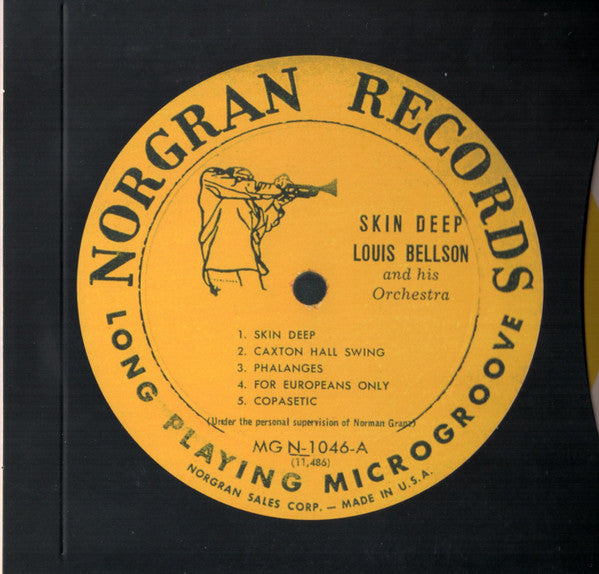 NORGRAN RECORDS
SKIN DEEP
LOUIS BELLSON
and his
Orchestra
1. SKIN DEEP
2. CAXTON HALL SWING
3. PHALANGES
4. FOR EUROPEANS ONLY
5. COPASETIC
(Under the personal supervision of Norman Granz)
MG N-1046-A
(11,486)
LONG PLAYING MICROGROOVE
NORGRAN SALES CORP. — MADE IN U.S.A.